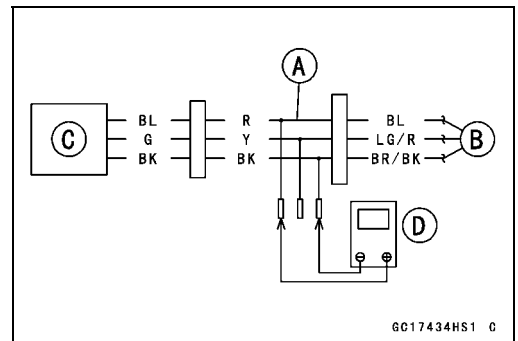 A
BL R BL
C G Y LG/R B
BK BK BR/BK
D
⊖ ⊕
GC17434HS1 C